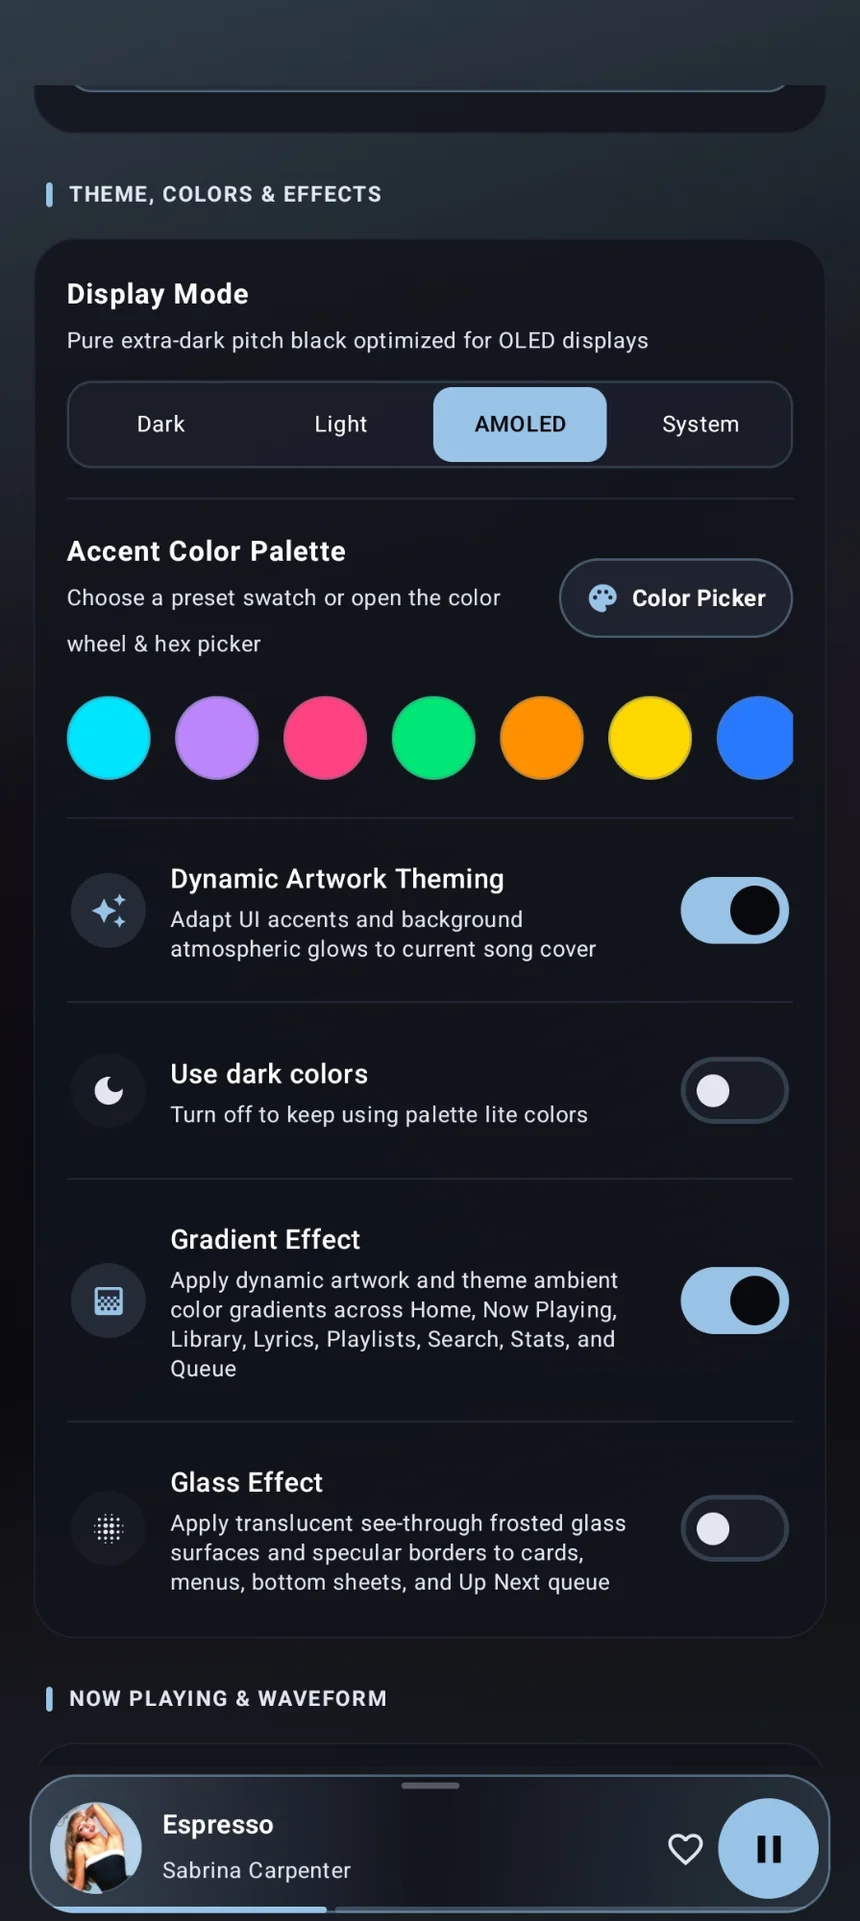 THEME, COLORS & EFFECTS
Display Mode
Pure extra-dark pitch black optimized for OLED displays
Dark
Light
AMOLED
System
Accent Color Palette
Choose a preset swatch or open the color
wheel & hex picker
Color Picker
Dynamic Artwork Theming
Adapt UI accents and background
atmospheric glows to current song cover
Use dark colors
Turn off to keep using palette lite colors
Gradient Effect
Apply dynamic artwork and theme ambient
color gradients across Home, Now Playing,
Library, Lyrics, Playlists, Search, Stats, and
Queue
Glass Effect
Apply translucent see-through frosted glass
surfaces and specular borders to cards,
menus, bottom sheets, and Up Next queue
NOW PLAYING & WAVEFORM
Espresso
Sabrina Carpenter